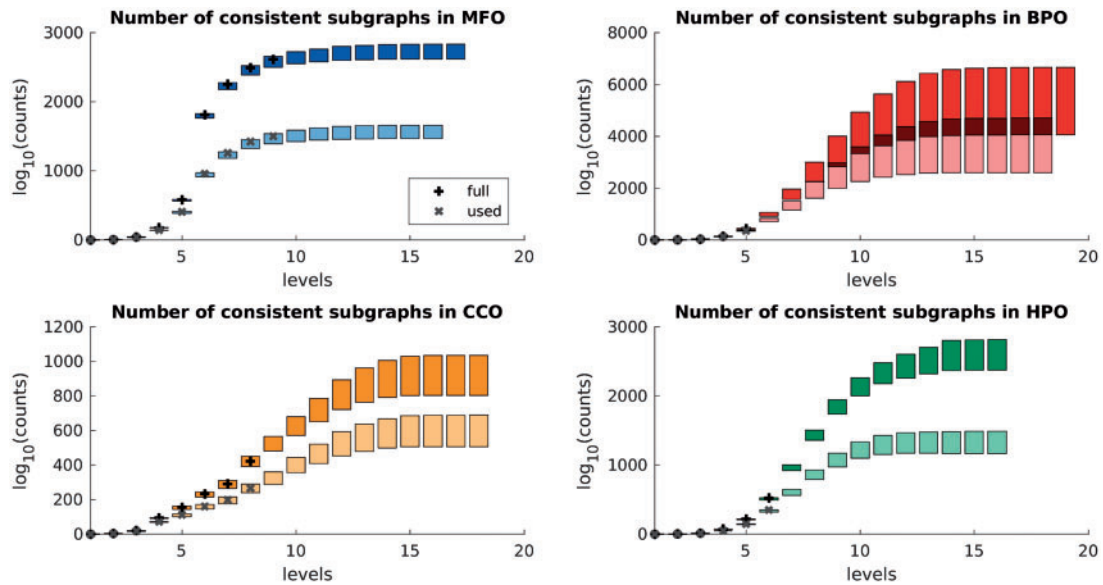 Number of consistent subgraphs in MFO
3000
2000
1000
0
log10(counts)
5
10
15
20
levels
full
used
Number of consistent subgraphs in BPO
8000
6000
4000
2000
0
log10(counts)
5
10
15
20
levels
Number of consistent subgraphs in CCO
1200
1000
800
600
400
200
0
log10(counts)
5
10
15
20
levels
Number of consistent subgraphs in HPO
3000
2000
1000
0
log10(counts)
5
10
15
20
levels